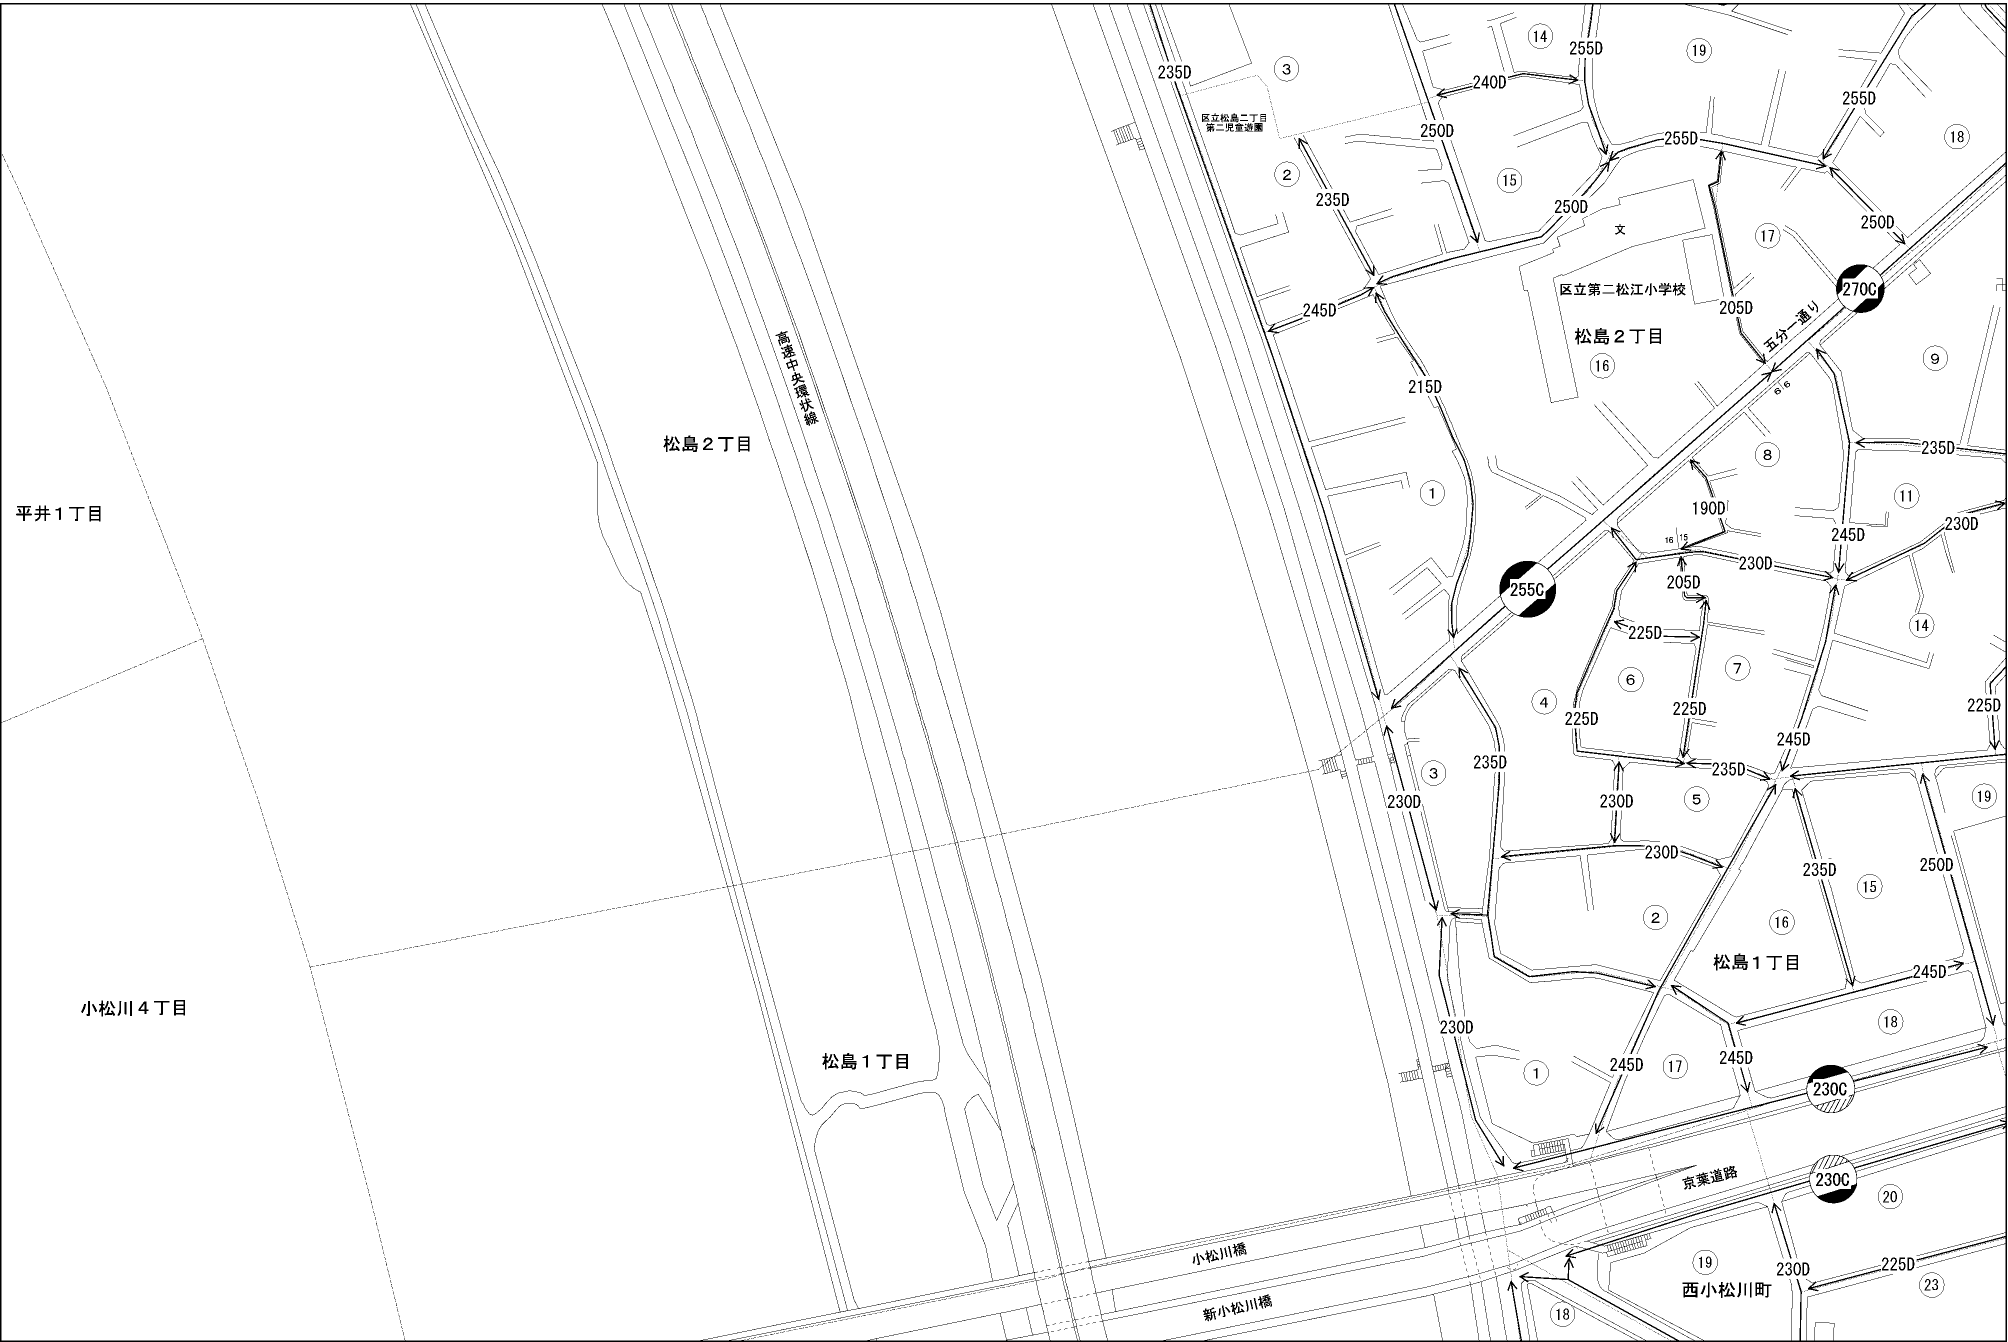 14
255D
19
3
235D
240D
255D
区立松島二丁目
第二児童遊園
250D
255D
18
2
15
235D
250D
250D
文
17
区立第二松江小学校
270C
245D
205D
五分一通り
高速中央環状線
松島2丁目
16
9
215D
6 6
松島2丁目
8
235D
1
11
平井1丁目
190D
230D
245D
16 15
230D
255C
205D
14
225D
7
6
4
225D
225D
225D
245D
235D
3
235D
230D
230D
5
19
230D
235D
250D
15
2
16
松島1丁目
245D
小松川4丁目
18
230D
松島1丁目
245D
245D
17
1
230C
京葉道路
230C
20
小松川橋
19
230D
225D
西小松川町
23
新小松川橋
18